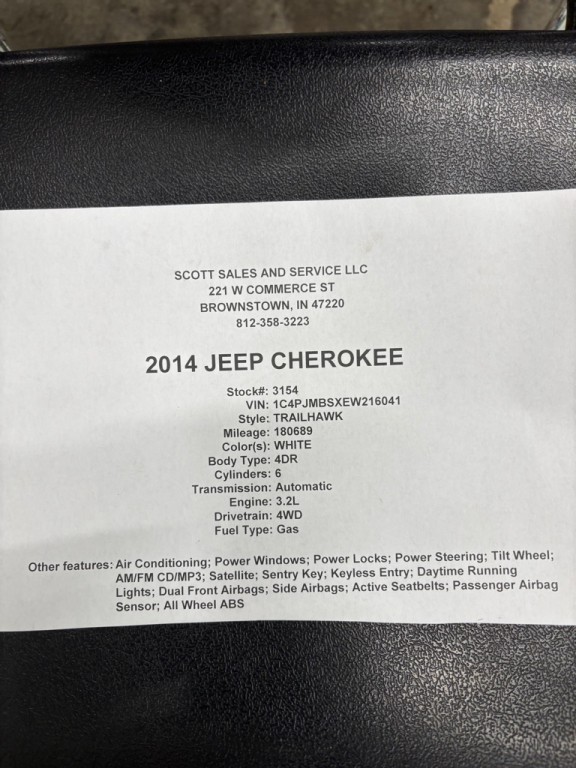 SCOTT SALES AND SERVICE LLC
221 W COMMERCE ST
BROWNSTOWN, IN 47220
812-358-3223
2014 JEEP CHEROKEE
Stock#: 3154
VIN: 1C4PJMBSXEW216041
Style: TRAILHAWK
Mileage: 180689
Color(s): WHITE
Body Type: 4DR
Cylinders: 6
Transmission: Automatic
Engine: 3.2L
Drivetrain: 4WD
Fuel Type: Gas
Other features: Air Conditioning; Power Windows; Power Locks; Power Steering; Tilt Wheel;
AM/FM CD/MP3; Satellite; Sentry Key; Keyless Entry; Daytime Running
Lights; Dual Front Airbags; Side Airbags; Active Seatbelts; Passenger Airbag
Sensor; All Wheel ABS